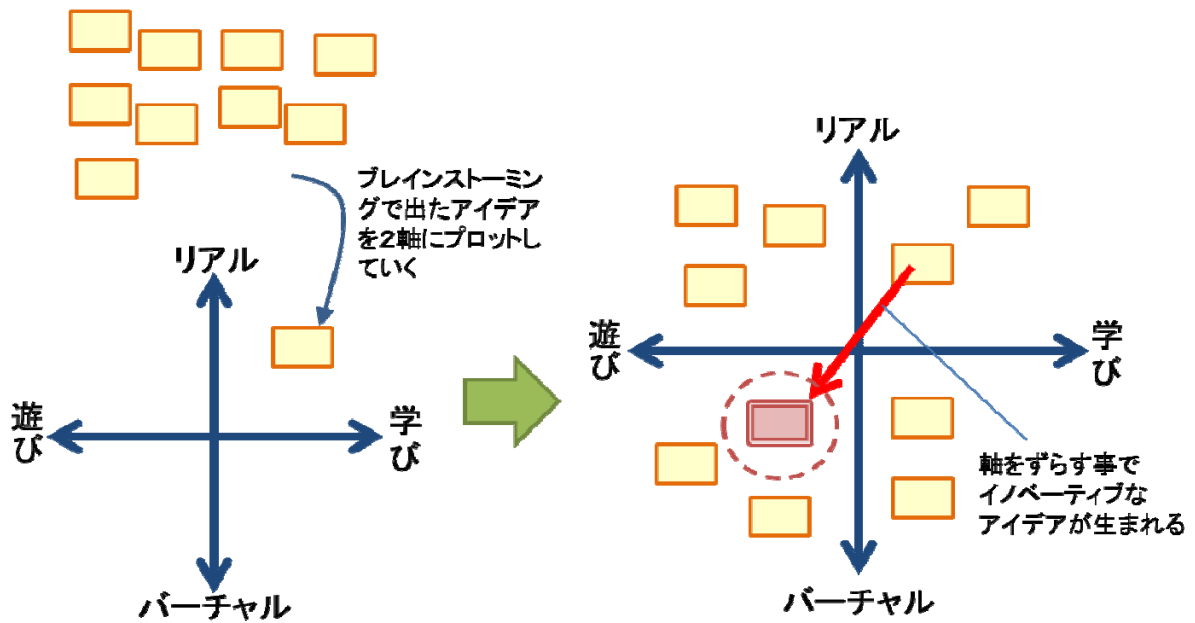 ブレインストーミン
グで出たアイデア
を2軸にプロットし
ていく
リアル
遊び
学び
バーチャル
リアル
遊び
学び
軸をずらす事で
イノベーティブな
アイデアが生まれる
バーチャル